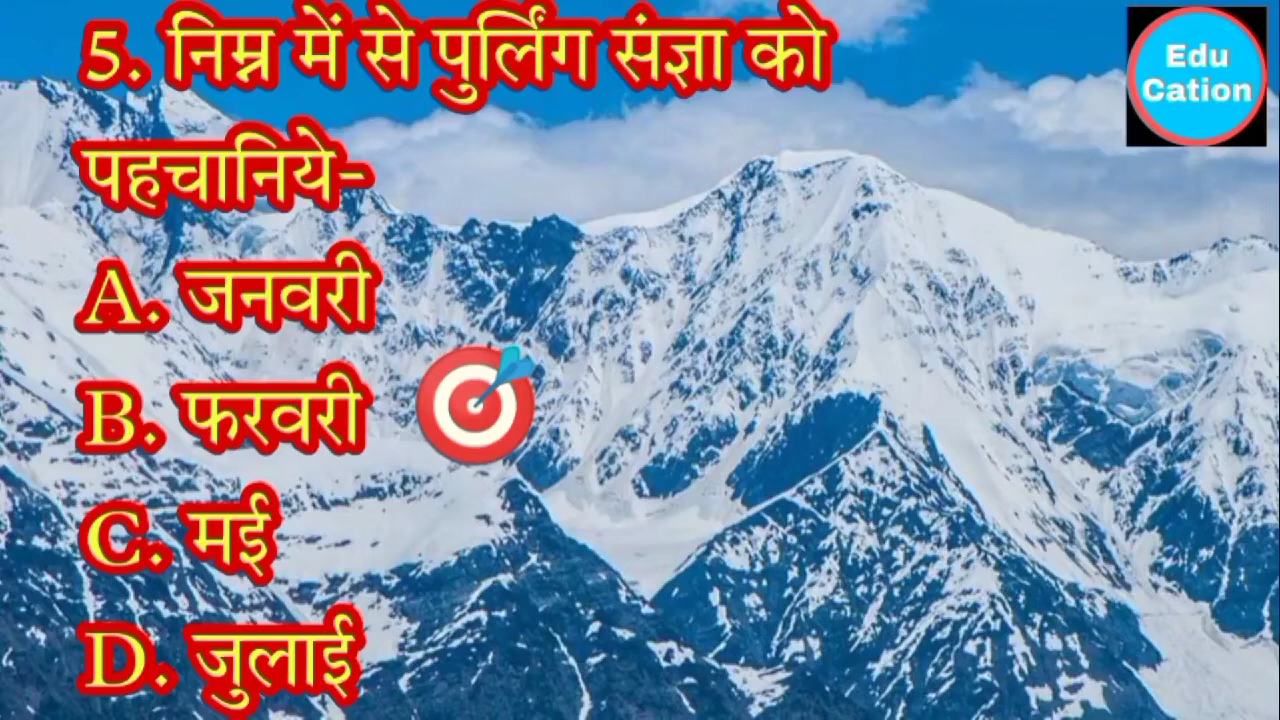 5. निम्न में से पुर्लिंग संज्ञा को
पहचानिये-
A. जनवरी
B. फरवरी
C. मई
D. जुलाई
Edu
Cation